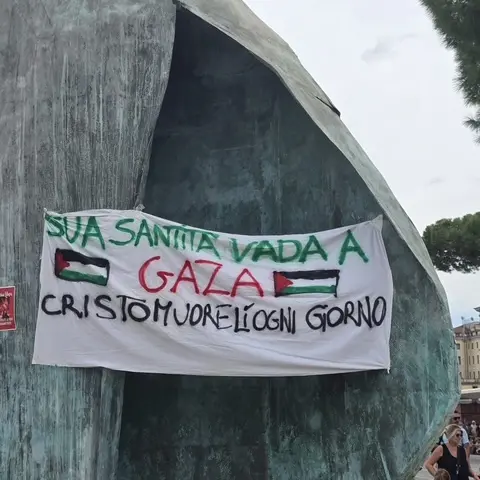 SUA SANTITÀ VADA A
GAZA
CRISTO MUORE LÌ OGNI GIORNO